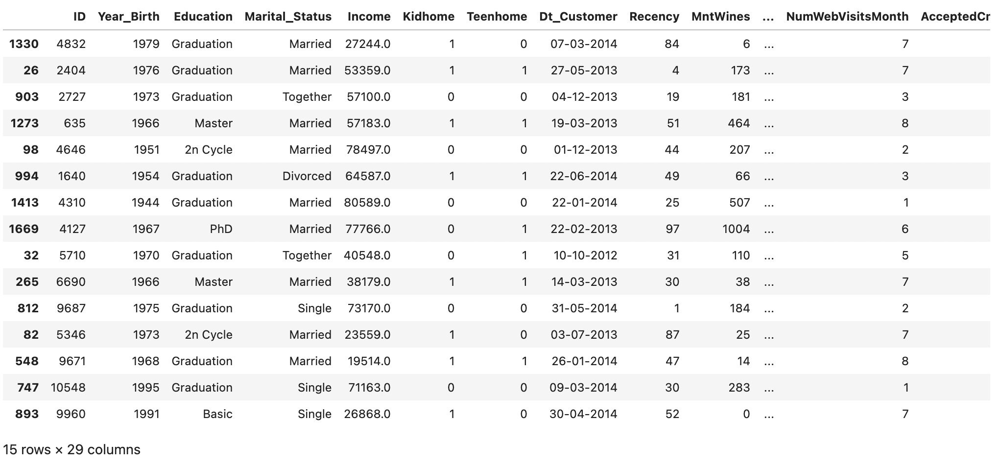 ID Year_Birth Education Marital_Status Income Kidhome Teenhome Dt_Customer Recency MntWines ... NumWebVisitsMonth AcceptedCm
1330 4832 1979 Graduation Married 27244.0 1 0 07-03-2014 84 6 ... 7
26 2404 1976 Graduation Married 53359.0 1 1 27-05-2013 4 173 ... 7
903 2727 1973 Graduation Together 57100.0 0 0 04-12-2013 19 181 ... 3
1273 635 1966 Master Married 57183.0 1 1 19-03-2013 51 464 ... 8
98 4646 1951 2n Cycle Married 78497.0 0 0 01-12-2013 44 207 ... 2
994 1640 1954 Graduation Divorced 64587.0 1 1 22-06-2014 49 66 ... 3
1413 4310 1944 Graduation Married 80589.0 0 0 22-01-2014 25 507 ... 1
1669 4127 1967 PhD Married 77766.0 0 1 22-02-2013 97 1004 ... 6
32 5710 1970 Graduation Together 40548.0 0 1 10-10-2012 31 110 ... 5
265 6690 1966 Master Married 38179.0 1 1 14-03-2013 30 38 ... 7
812 9687 1975 Graduation Single 73170.0 0 0 31-05-2014 1 184 ... 2
82 5346 1973 2n Cycle Married 23559.0 1 0 03-07-2013 87 25 ... 7
548 9671 1968 Graduation Married 19514.0 1 1 26-01-2014 47 14 ... 8
747 10548 1995 Graduation Single 71163.0 0 0 09-03-2014 30 283 ... 1
893 9960 1991 Basic Single 26868.0 1 0 30-04-2014 52 0 ... 7
15 rows × 29 columns